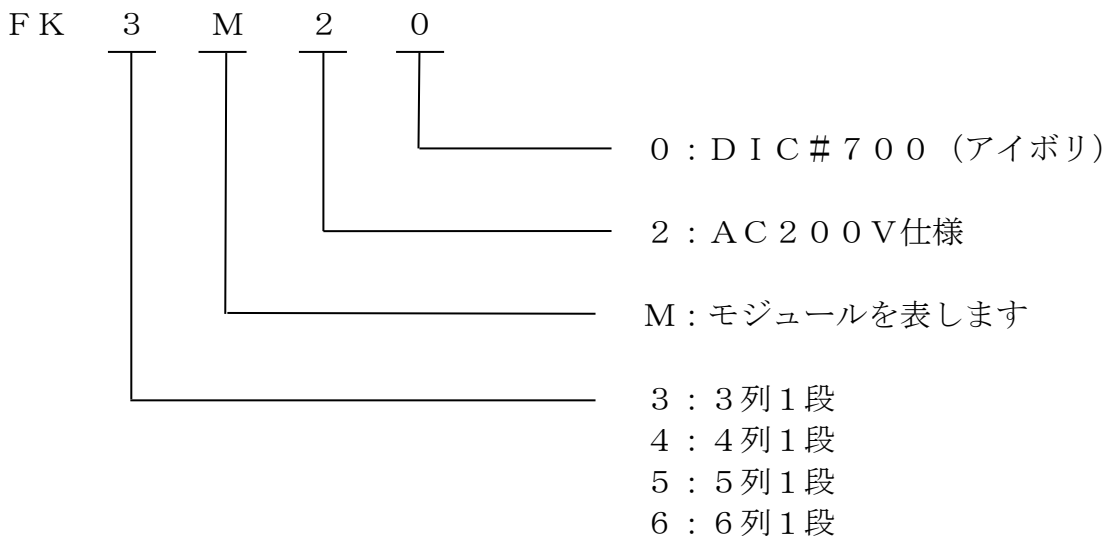 ＦＫ　３　Ｍ　２　０
０：ＤＩＣ＃７００（アイボリ）
２：ＡＣ２００Ｖ仕様
Ｍ：モジュールを表します
３：３列１段
４：４列１段
５：５列１段
６：６列１段